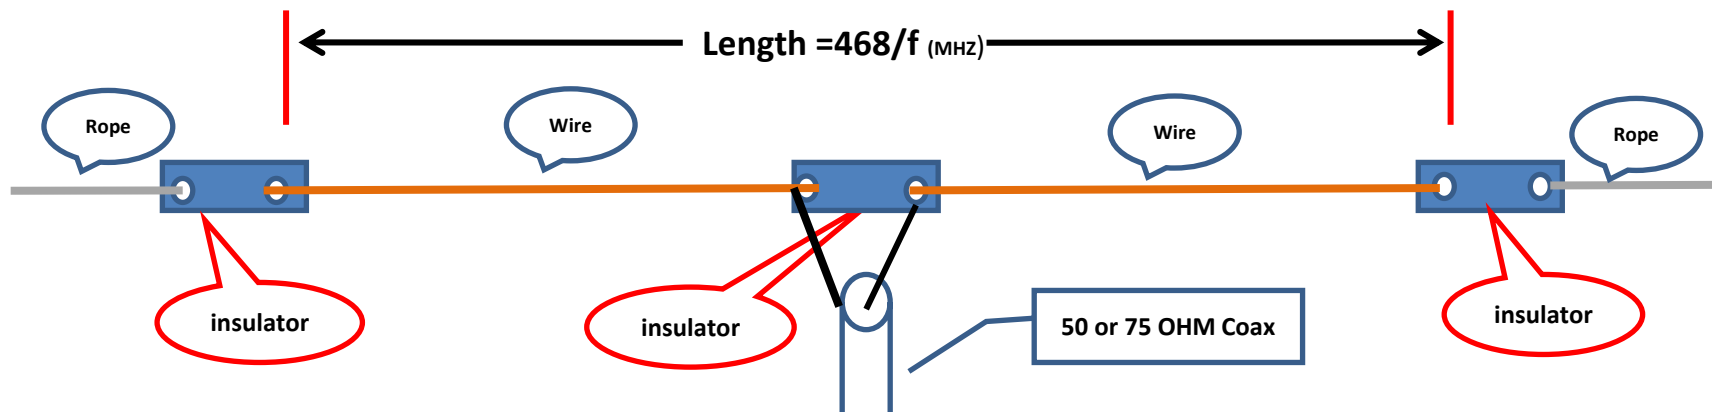 Length =468/f (MHZ)
Rope
Wire
Wire
Rope
insulator
insulator
50 or 75 OHM Coax
insulator